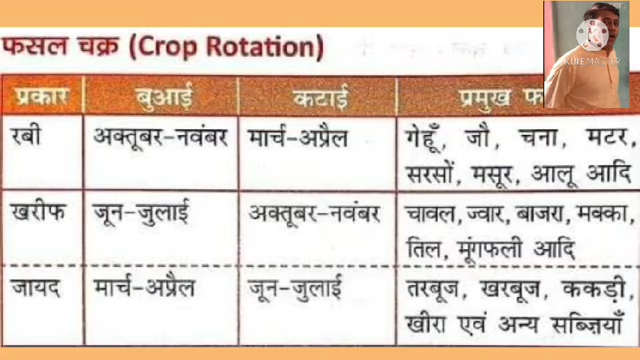 फसल चक्र (Crop Rotation)
KINEMASTER
प्रकार बुआई कटाई प्रमुख
रबी अक्तूबर-नवंबर मार्च-अप्रैल गेहूँ, जौ, चना, मटर,
सरसों, मसूर, आलू आदि
खरीफ जून-जुलाई अक्तूबर-नवंबर चावल, ज्वार, बाजरा, मक्का,
तिल, मूंगफली आदि
जायद मार्च-अप्रैल जून-जुलाई तरबूज, खरबूज, ककड़ी,
खीरा एवं अन्य सब्ज़ियाँ